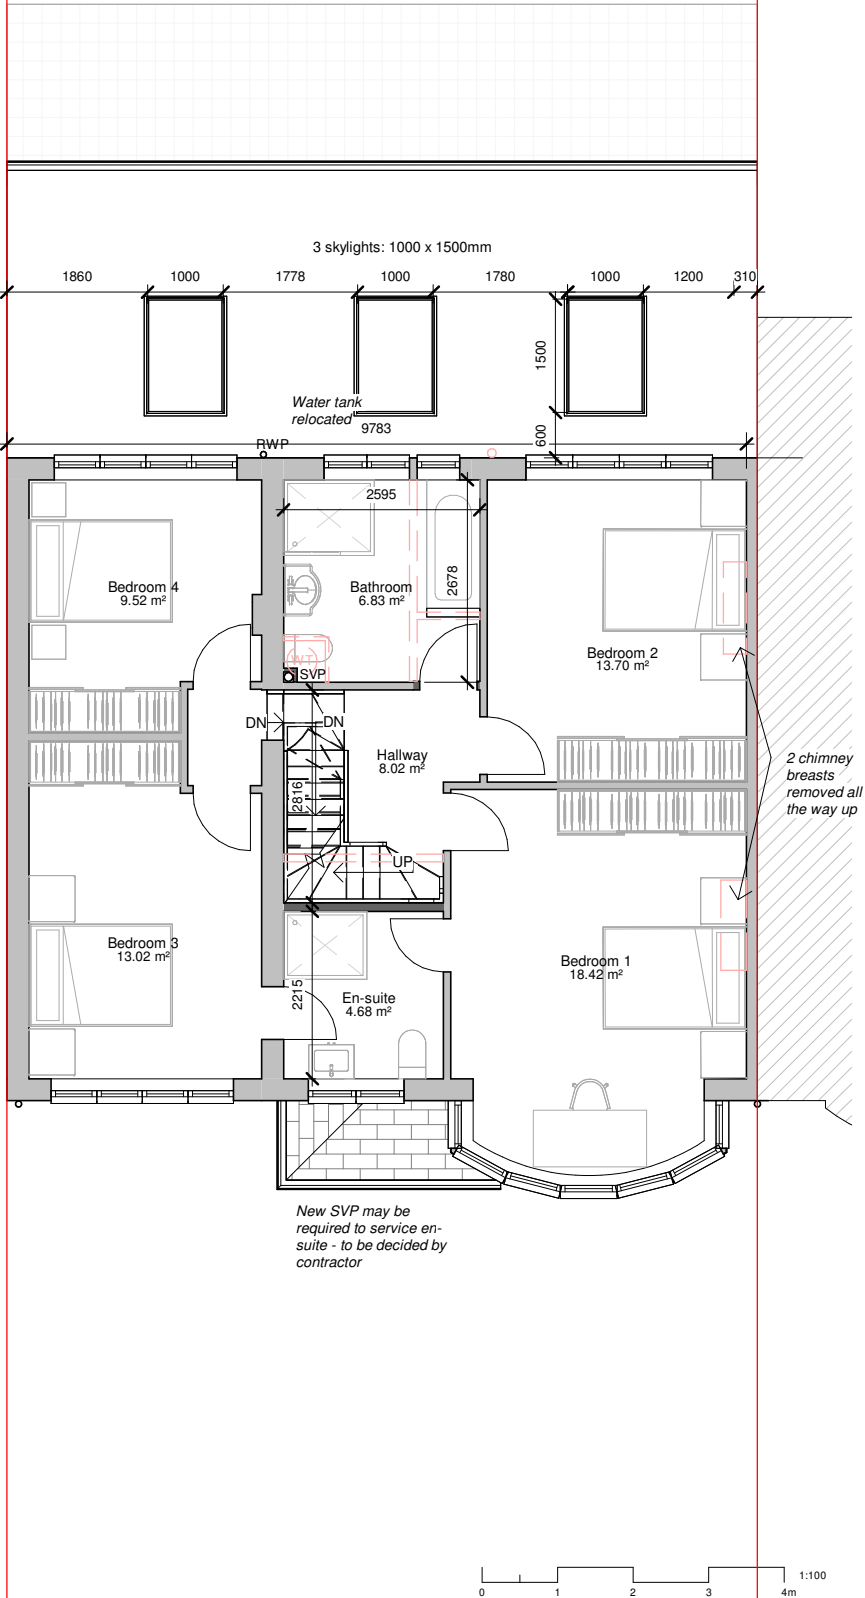 3 skylights: 1000 x 1500mm
1860
1000
1778
1000
1780
1000
1200
310
1500
Water tank
relocated
9783
600
RWP
2595
2678
Bedroom 4
9.52 m²
Bathroom
6.83 m²
Bedroom 2
13.70 m²
WT
SVP
DN
DN
Hallway
8.02 m²
2 chimney
breasts
removed all
the way up
2816
UP
Bedroom 3
13.02 m²
Bedroom 1
18.42 m²
2215
En-suite
4.68 m²
New SVP may be
required to service en-
suite - to be decided by
contractor
1:100
0
1
2
3
4m